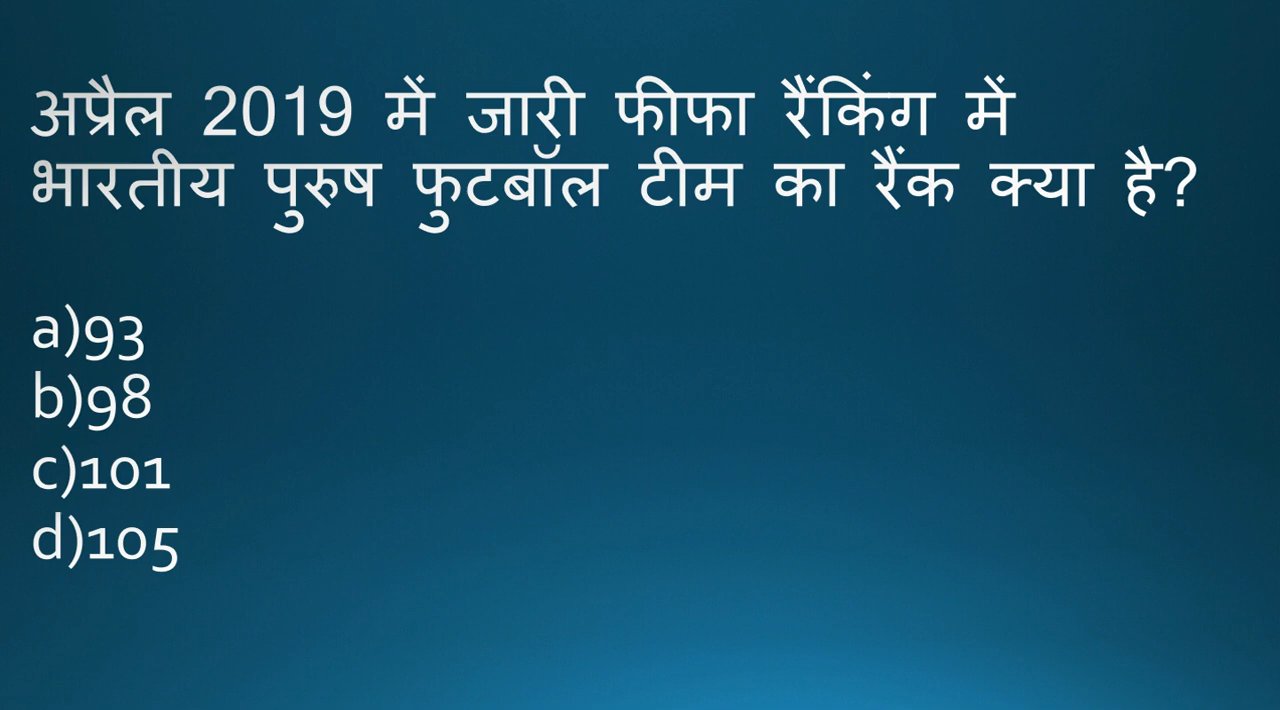 अप्रैल 2019 में जारी फीफा रैंकिंग में
भारतीय पुरुष फुटबॉल टीम का रैंक क्या है?
a)93
b)98
c)101
d)105